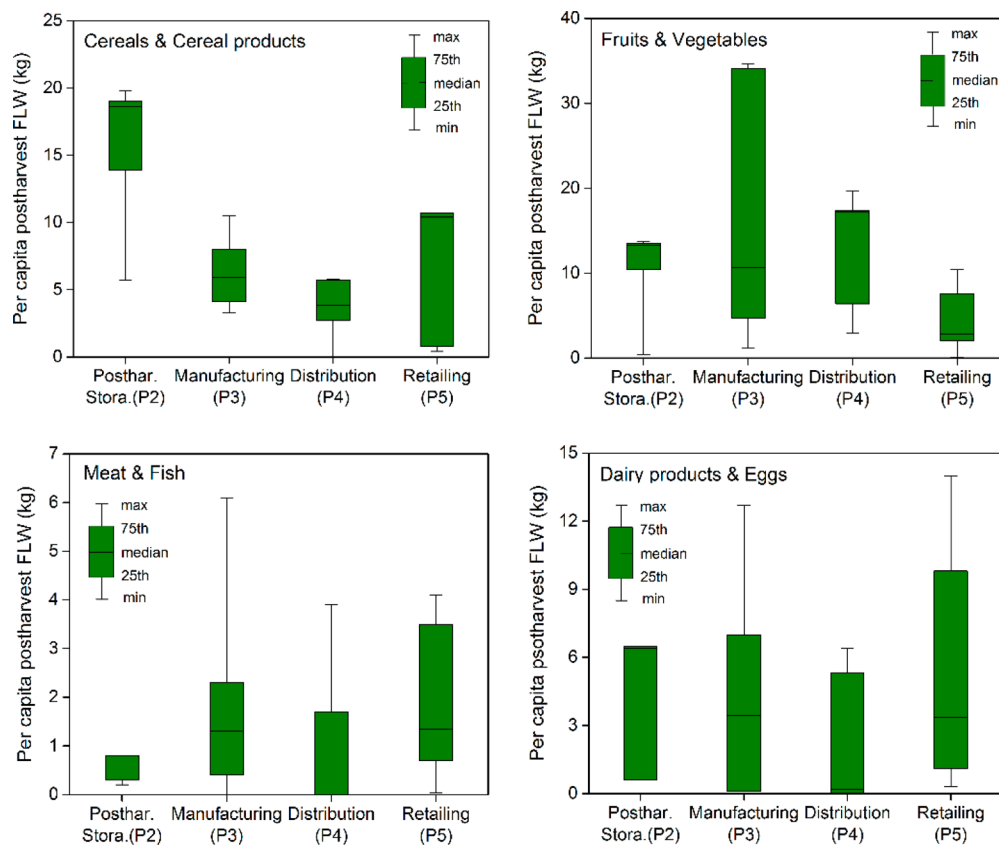 Cereals & Cereal products
max
75th
median
25th
min
Per capita postharvest FLW (kg)
25
20
15
10
5
0
Posthar. Manufacturing Distribution Retailing
Stora.(P2) (P3) (P4) (P5)
Fruits & Vegetables
max
75th
median
25th
min
Per capita postharvest FLW (kg)
40
30
20
10
0
Posthar. Manufacturing Distribution Retailing
Stora.(P2) (P3) (P4) (P5)
Meat & Fish
max
75th
median
25th
min
Per capita postharvest FLW (kg)
7
6
5
4
3
2
1
0
Posthar. Manufacturing Distribution Retailing
Stora.(P2) (P3) (P4) (P5)
Dairy products & Eggs
max
75th
median
25th
min
Per capita psotharvest FLW (kg)
15
12
9
6
3
0
Posthar. Manufacturing Distribution Retailing
Stora.(P2) (P3) (P4) (P5)